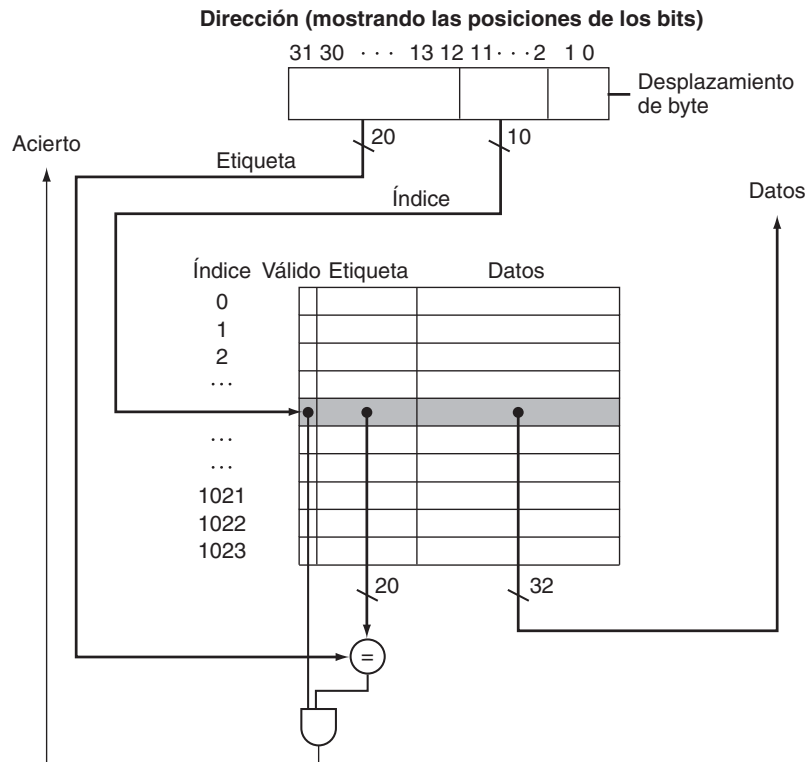 Dirección (mostrando las posiciones de los bits)
31 30 · · · 13 12 11 · · · 2 1 0
Desplazamiento
de byte
20
10
Acierto
Etiqueta
Índice
Datos
Índice Válido Etiqueta Datos
0
1
2
· · ·
· · ·
· · ·
1021
1022
1023
20
32
=